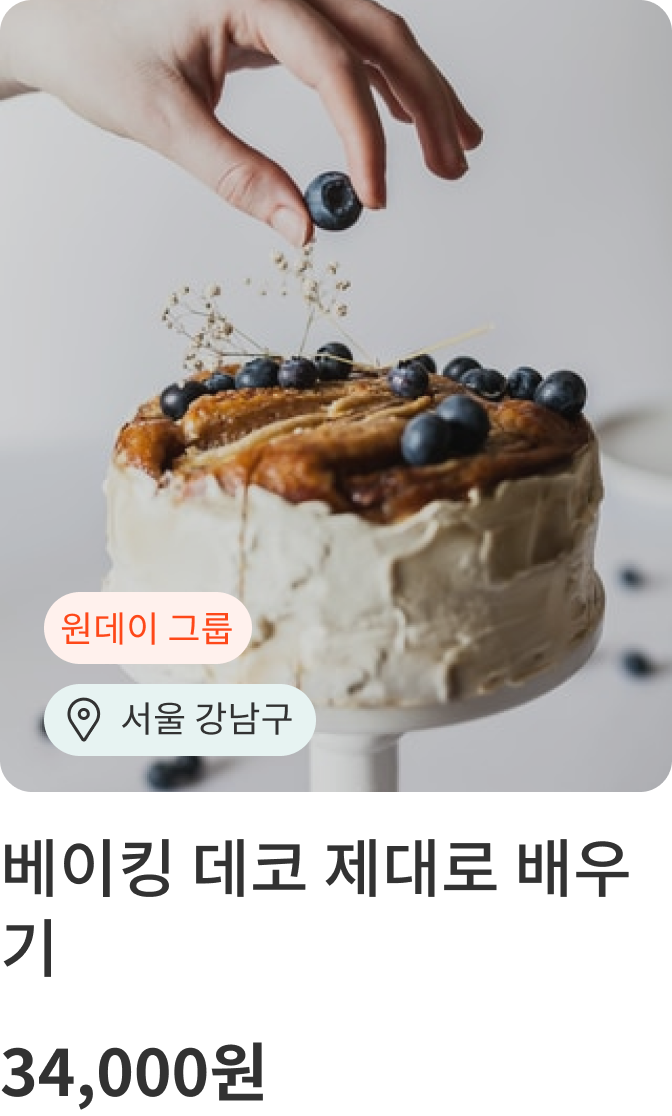 원데이 그룹
서울 강남구
베이킹 데코 제대로 배우
기
34,000원